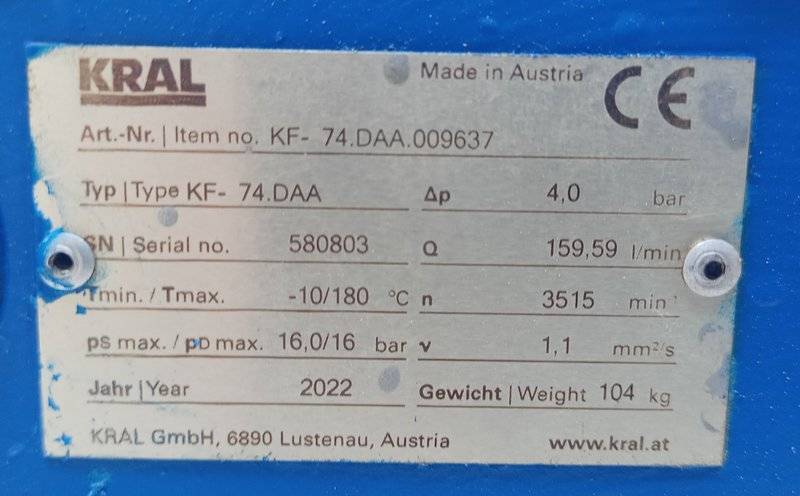 KRAL Made in Austria CE
Art.-Nr. | Item no. KF- 74.DAA.009637
Typ | Type KF- 74.DAA Δp 4,0 bar
SN | Serial no. 580803 Q 159,59 l/min
Tmin. / Tmax. -10/180 °C n 3515 min⁻¹
ps max. / pD max. 16,0/16 bar ν 1,1 mm²/s
Jahr | Year 2022 Gewicht | Weight 104 kg
KRAL GmbH, 6890 Lustenau, Austria www.kral.at